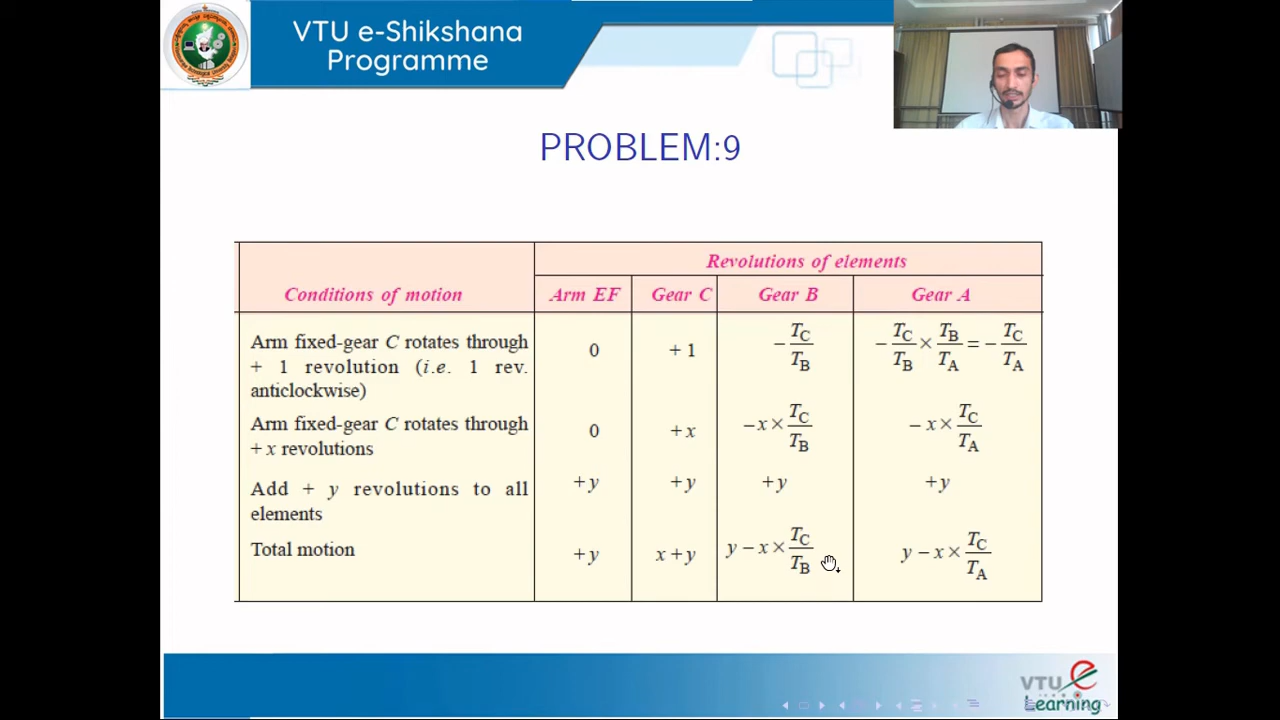 VTU e-Shikshana
Programme
PROBLEM:9
Conditions of motion
Revolutions of elements
Arm EF
Gear C
Gear B
Gear A
Arm fixed-gear C rotates through
+ 1 revolution (i.e. 1 rev.
anticlockwise)
0
+ 1
− T_C/T_B
− T_C/T_B × T_B/T_A = − T_C/T_A
Arm fixed-gear C rotates through
+ x revolutions
0
+ x
− x × T_C/T_B
− x × T_C/T_A
Add + y revolutions to all
elements
+ y
+ y
+ y
+ y
Total motion
+ y
x + y
y − x × T_C/T_B
y − x × T_C/T_A
VTU
Learning